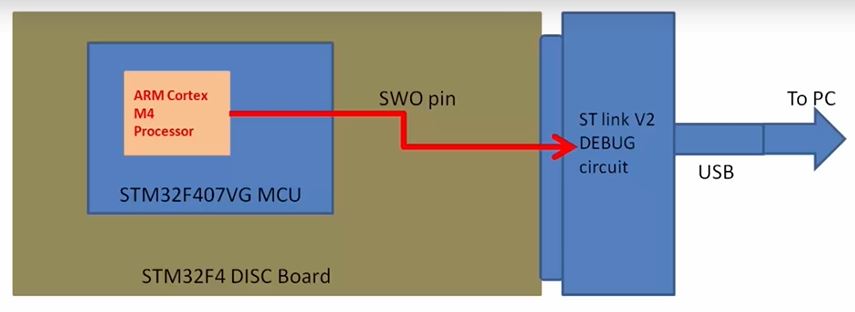 ARM Cortex
M4
Processor
STM32F407VG MCU
STM32F4 DISC Board
SWO pin
ST link V2
DEBUG
circuit
USB
To PC